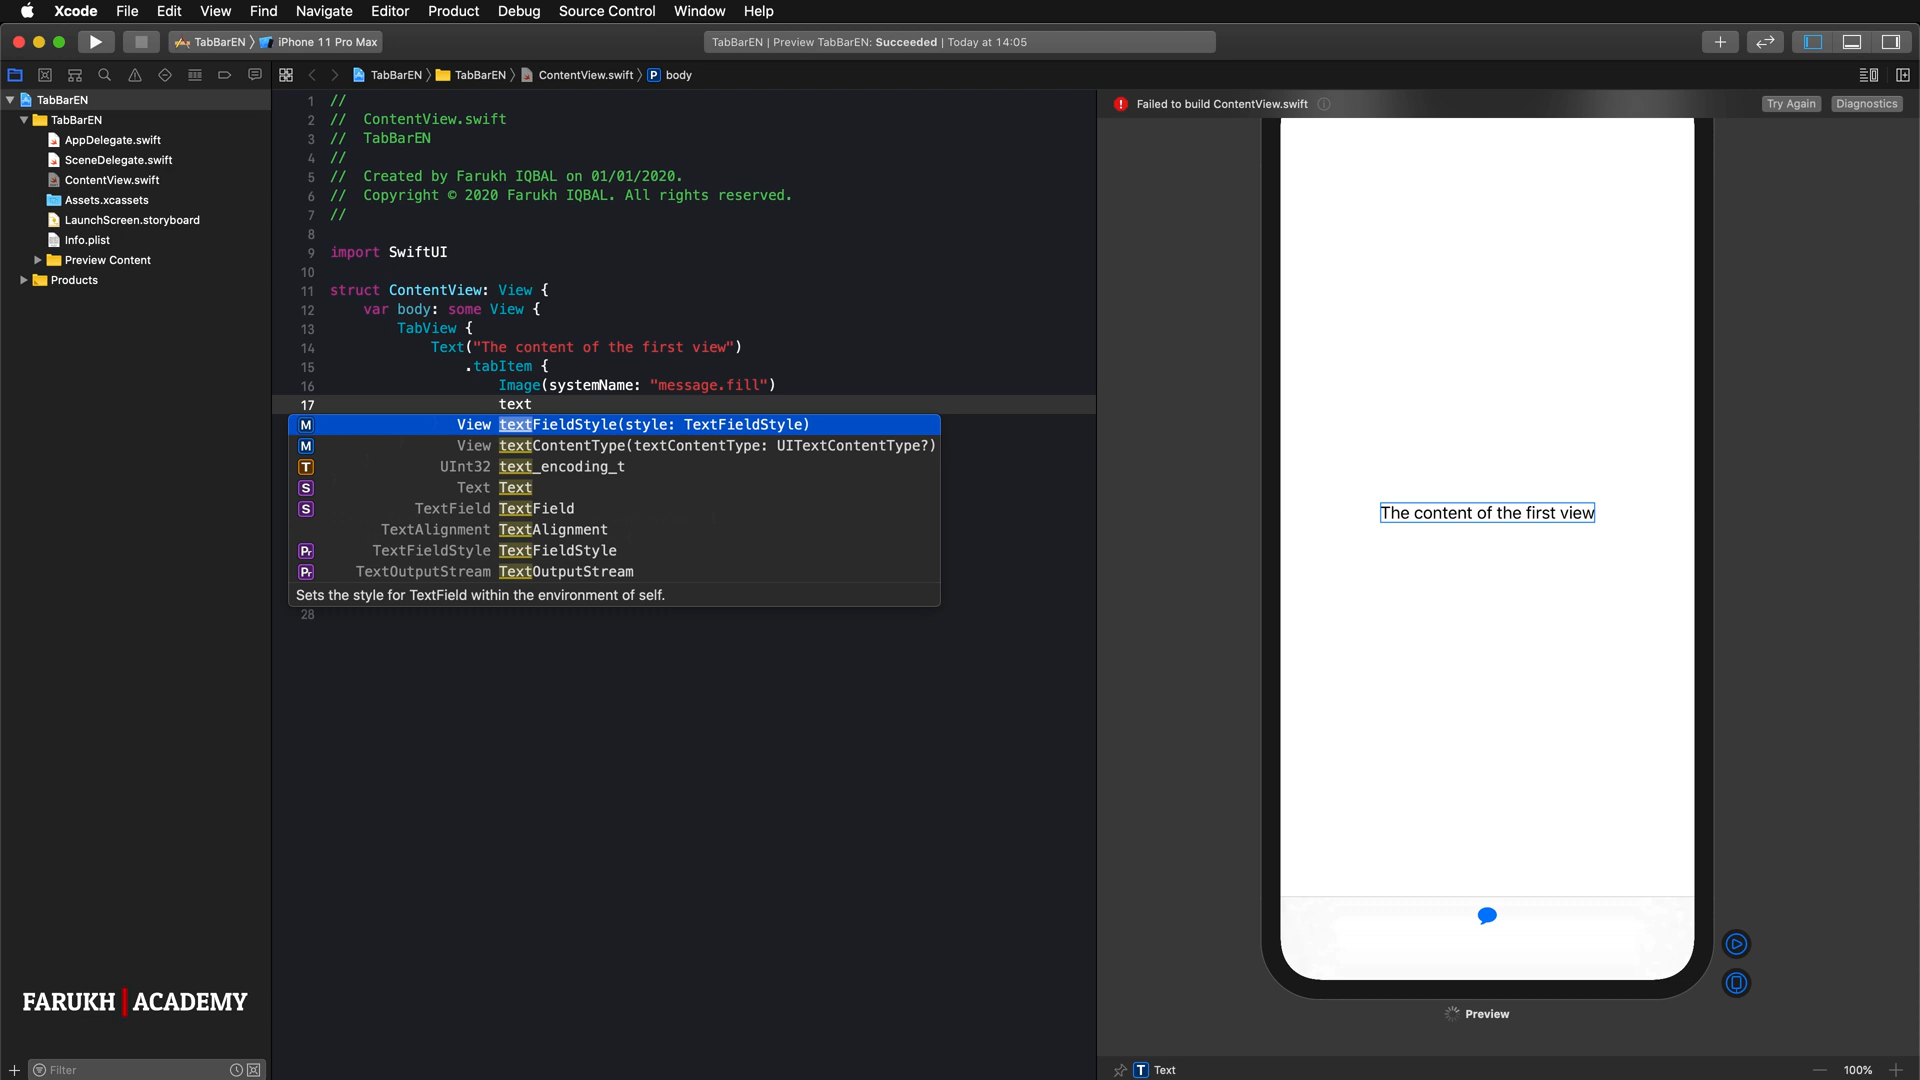 Xcode File Edit View Find Navigate Editor Product Debug Source Control Window Help
TabBarEN iPhone 11 Pro Max
TabBarEN | Preview TabBarEN: Succeeded | Today at 14:05
TabBarEN TabBarEN ContentView.swift P body
TabBarEN
TabBarEN
AppDelegate.swift
SceneDelegate.swift
ContentView.swift
Assets.xcassets
LaunchScreen.storyboard
Info.plist
Preview Content
Products
1 //
2 // ContentView.swift
3 // TabBarEN
4 //
5 // Created by Farukh IQBAL on 01/01/2020.
6 // Copyright © 2020 Farukh IQBAL. All rights reserved.
7 //
8
9 import SwiftUI
10
11 struct ContentView: View {
12 var body: some View {
13 TabView {
14 Text("The content of the first view")
15 .tabItem {
16 Image(systemName: "message.fill")
17 text
M View textFieldStyle(style: TextFieldStyle)
M View textContentType(textContentType: UITextContentType?)
T UInt32 text_encoding_t
S Text Text
S TextField TextField
TextAlignment TextAlignment
Pr TextFieldStyle TextFieldStyle
Pr TextOutputStream TextOutputStream
Sets the style for TextField within the environment of self.
28
Failed to build ContentView.swift
Try Again Diagnostics
The content of the first view
Preview
FARUKH | ACADEMY
Filter
T Text
100%